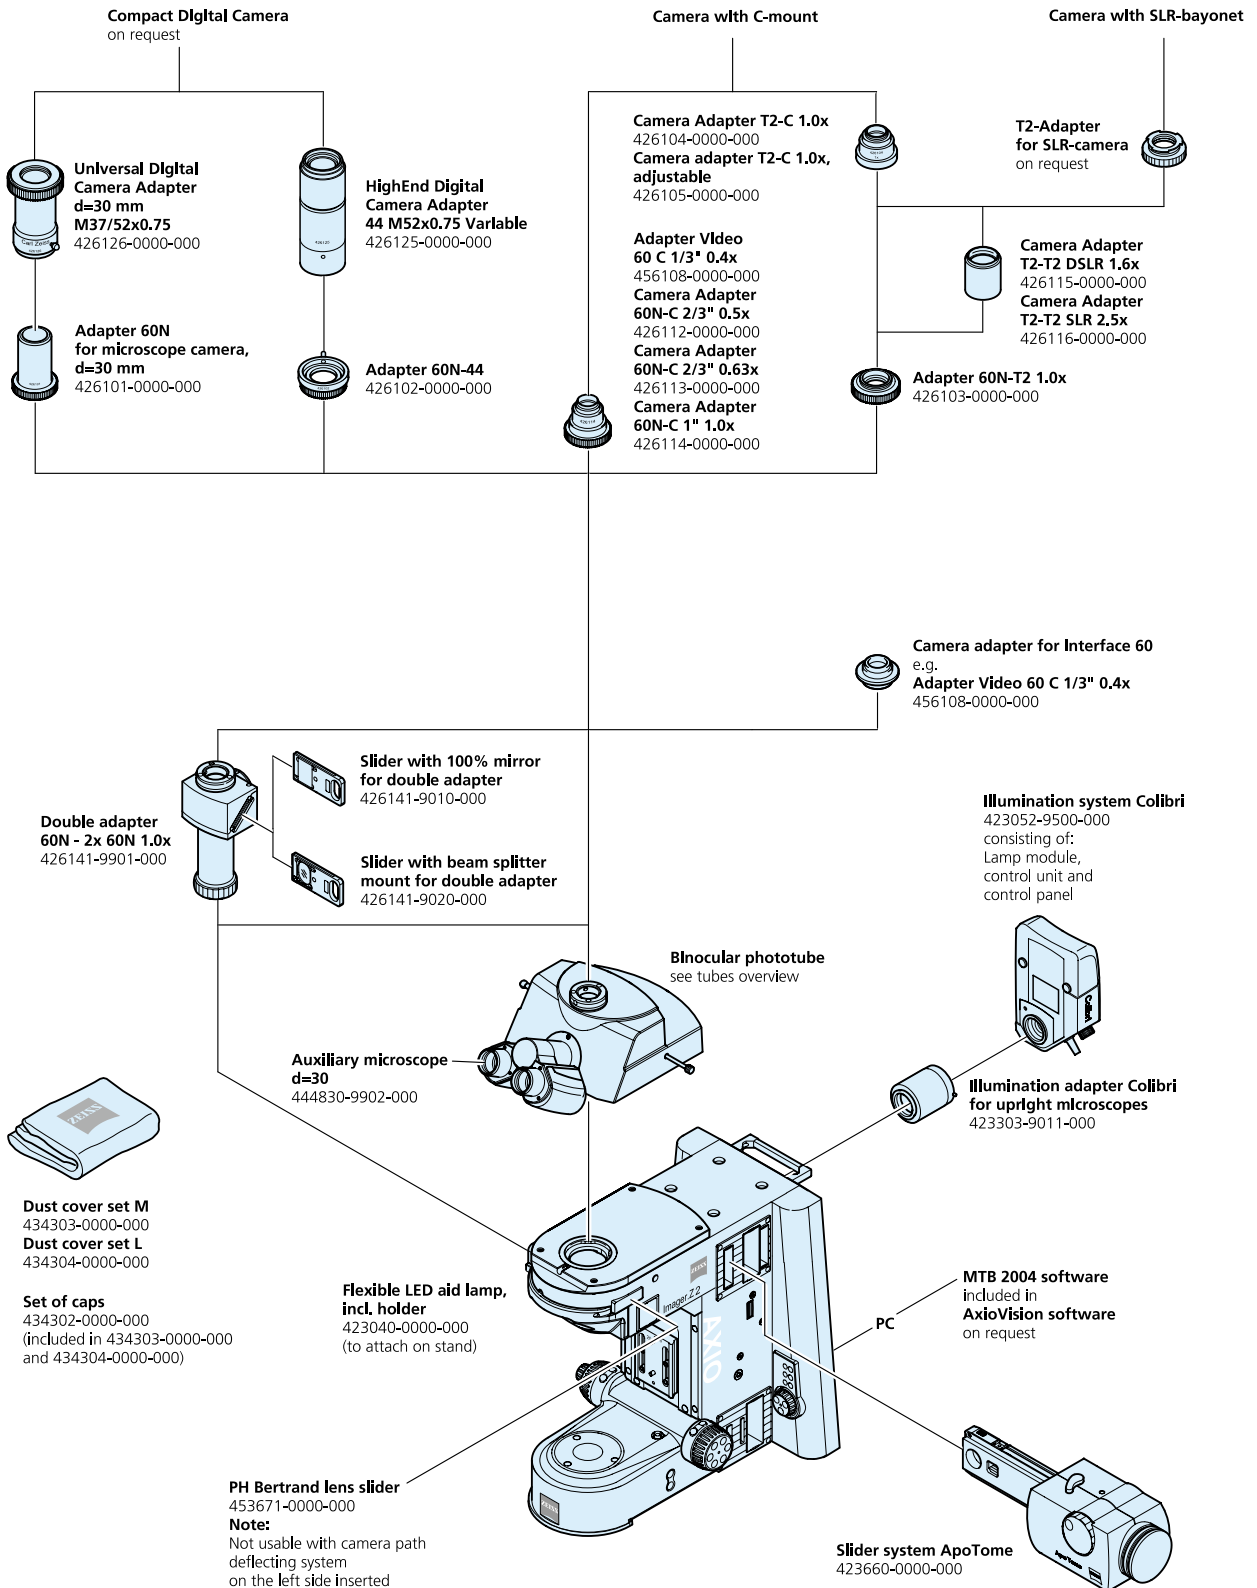 Compact Digital Camera
on request
Camera with C-mount
Camera with SLR-bayonet
Universal Digital
Camera Adapter
d=30 mm
M37/52x0.75
426126-0000-000
Carl Zeiss
HighEnd Digital
Camera Adapter
44 M52x0.75 Variable
426125-0000-000
426125
Camera Adapter T2-C 1.0x
426104-0000-000
Camera adapter T2-C 1.0x,
adjustable
426105-0000-000
T2-Adapter
for SLR-camera
on request
Adapter Video
60 C 1/3" 0.4x
456108-0000-000
Camera Adapter
60N-C 2/3" 0.5x
426112-0000-000
Camera Adapter
60N-C 2/3" 0.63x
426113-0000-000
Camera Adapter
60N-C 1" 1.0x
426114-0000-000
426114
Camera Adapter
T2-T2 DSLR 1.6x
426115-0000-000
Camera Adapter
T2-T2 SLR 2.5x
426116-0000-000
Adapter 60N
for microscope camera,
d=30 mm
426101-0000-000
Adapter 60N-44
426102-0000-000
Adapter 60N-T2 1.0x
426103-0000-000
Camera adapter for Interface 60
e.g.
Adapter Video 60 C 1/3" 0.4x
456108-0000-000
Double adapter
60N - 2x 60N 1.0x
426141-9901-000
Slider with 100% mirror
for double adapter
426141-9010-000
Slider with beam splitter
mount for double adapter
426141-9020-000
Illumination system Colibri
423052-9500-000
consisting of:
Lamp module,
control unit and
control panel
Colibri
Binocular phototube
see tubes overview
Auxiliary microscope
d=30
444830-9902-000
Illumination adapter Colibri
for upright microscopes
423303-9011-000
ZEISS
Dust cover set M
434303-0000-000
Dust cover set L
434304-0000-000
Set of caps
434302-0000-000
(included in 434303-0000-000
and 434304-0000-000)
Flexible LED aid lamp,
incl. holder
423040-0000-000
(to attach on stand)
ZEISS
Imager.Z2
AXIO
ZEISS
PC
MTB 2004 software
included in
AxioVision software
on request
PH Bertrand lens slider
453671-0000-000
Note:
Not usable with camera path
deflecting system
on the left side inserted
Slider system ApoTome
423660-0000-000
ApoTome